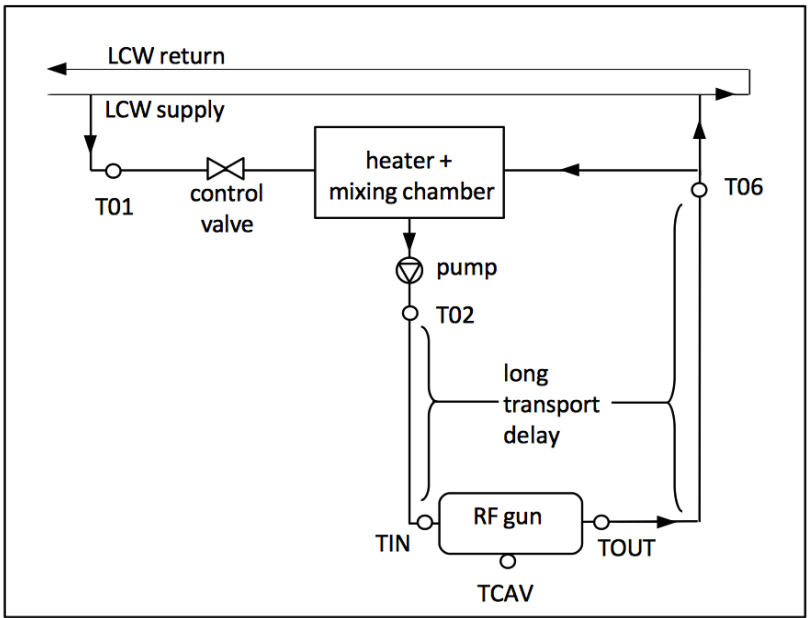 LCW return
LCW supply
heater +
mixing chamber
T01
control
valve
T06
pump
T02
long
transport
delay
RF gun
TIN
TOUT
TCAV